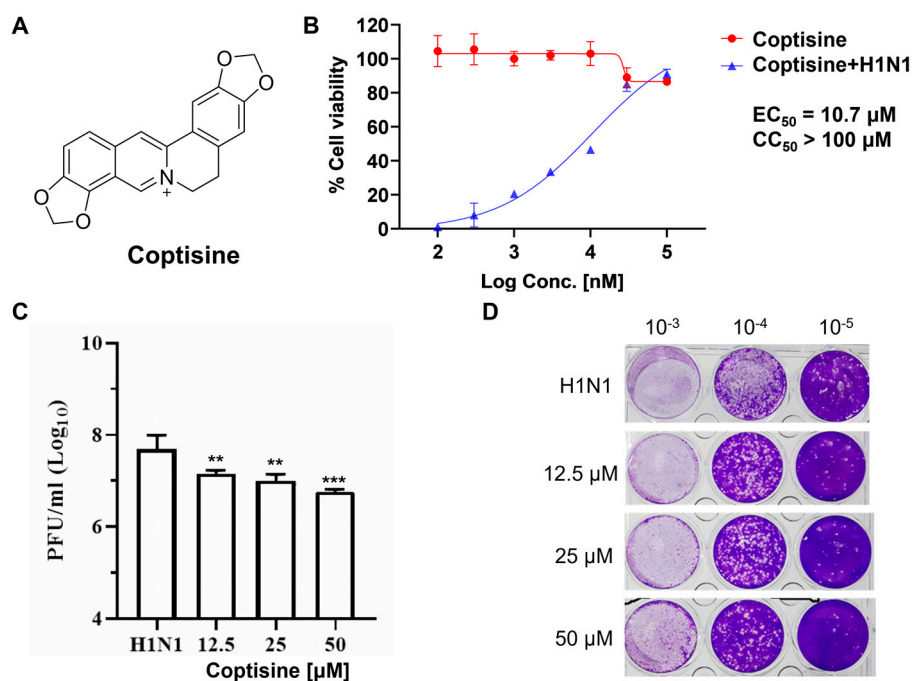 A
O
O
N
+
O
O
Coptisine
B
% Cell viability
120
100
80
60
40
20
0
2
3
4
5
Log Conc. [nM]
Coptisine
Coptisine+H1N1
EC50 = 10.7 µM
CC50 > 100 µM
C
PFU/ml (Log10)
10
8
6
4
**
**
***
H1N1
12.5
25
50
Coptisine [µM]
D
10-3
10-4
10-5
H1N1
12.5 µM
25 µM
50 µM